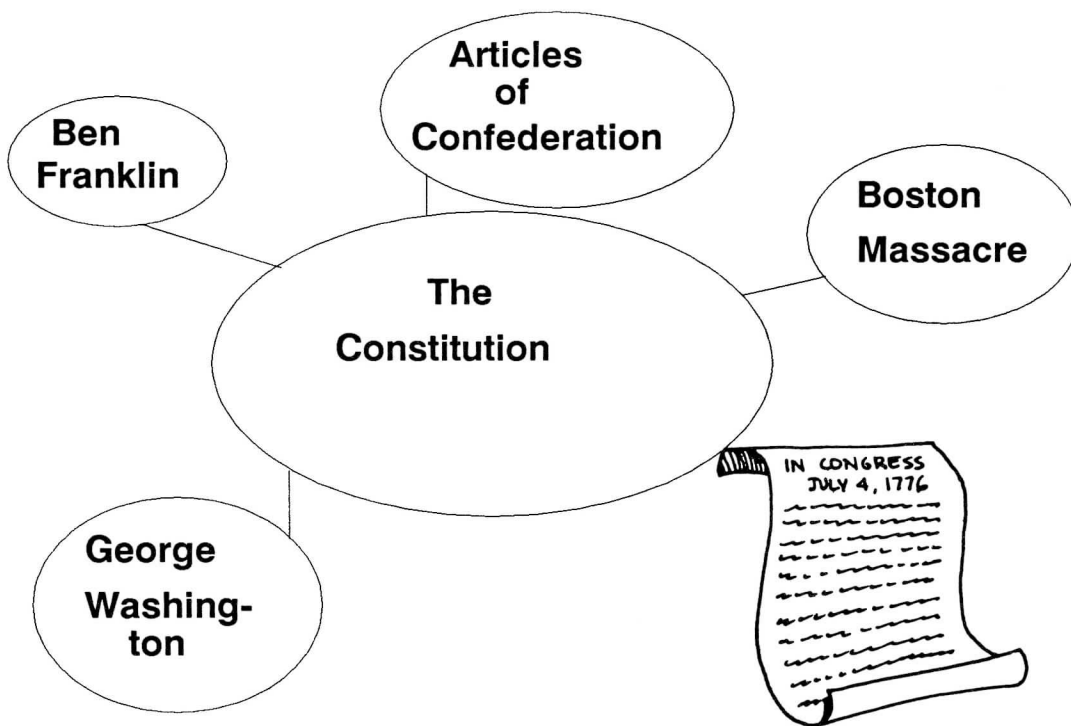 Articles
of
Confederation
Ben
Franklin
Boston
Massacre
The
Constitution
IN CONGRESS
JULY 4, 1776
George
Washing-
ton